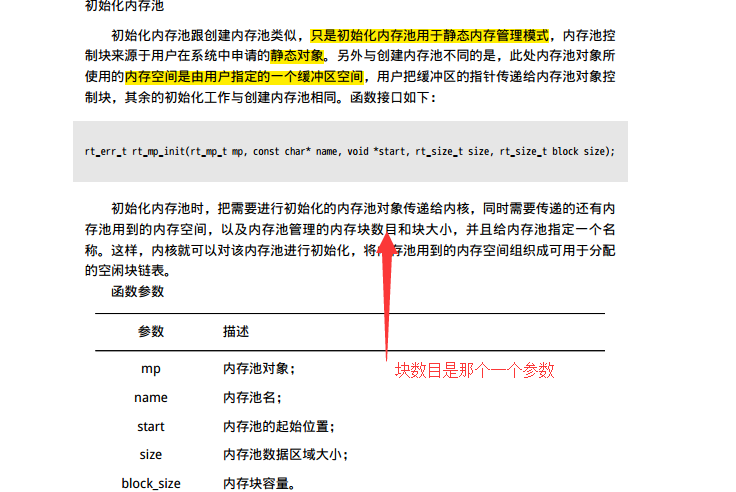 初始化内存池
初始化内存池跟创建内存池类似，只是初始化内存池用于静态内存管理模式，内存池控
制块来源于用户在系统中申请的静态对象。另外与创建内存池不同的是，此处内存池对象所
使用的内存空间是由用户指定的一个缓冲区空间，用户把缓冲区的指针传递给内存池对象控
制块，其余的初始化工作与创建内存池相同。函数接口如下：
rt_err_t rt_mp_init(rt_mp_t mp, const char* name, void *start, rt_size_t size, rt_size_t block size);
初始化内存池时，把需要进行初始化的内存池对象传递给内核，同时需要传递的还有内
存池用到的内存空间，以及内存池管理的内存块数目和块大小，并且给内存池指定一个名
称。这样，内核就可以对该内存池进行初始化，将内存池用到的内存空间组织成可用于分配
的空闲块链表。
函数参数
参数 描述
mp 内存池对象；
块数目是那个一个参数
name 内存池名；
start 内存池的起始位置；
size 内存池数据区域大小；
block_size 内存块容量。